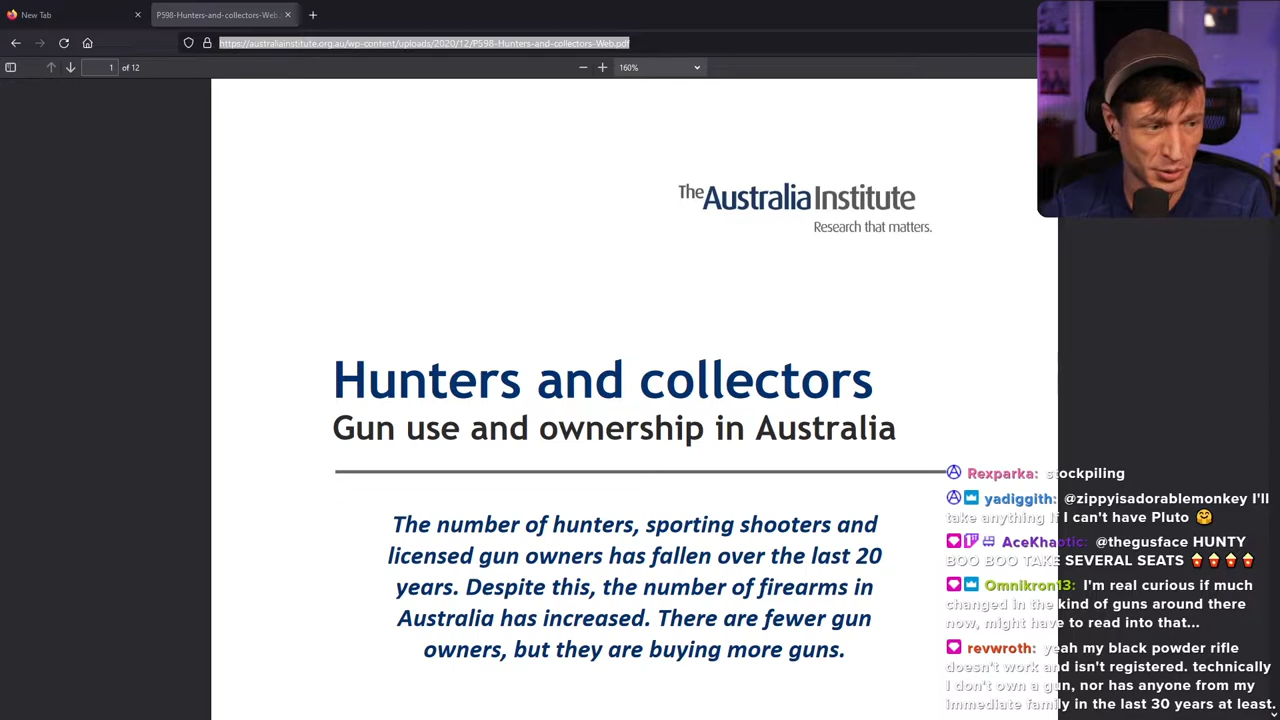 New Tab
P598-Hunters-and-collectors-Web.
https://australiainstitute.org.au/wp-content/uploads/2020/12/P598-Hunters-and-collectors-Web.pdf
1 of 12
160%
The Australia Institute
Research that matters.
Hunters and collectors
Gun use and ownership in Australia
The number of hunters, sporting shooters and
licensed gun owners has fallen over the last 20
years. Despite this, the number of firearms in
Australia has increased. There are fewer gun
owners, but they are buying more guns.
Rexparka: stockpiling
yadiggith: @zippyisadorablemonkey I'll
take anything if I can't have Pluto 🤗
AceKhaotic: @thegusface HUNTY
BOO BOO TAKE SEVERAL SEATS 🍿🍿🍿🍿
Omnikron13: I'm real curious if much
changed in the kind of guns around there
now, might have to read into that...
revwroth: yeah my black powder rifle
doesn't work and isn't registered. technically
I don't own a gun, nor has anyone from my
immediate family in the last 30 years at least.